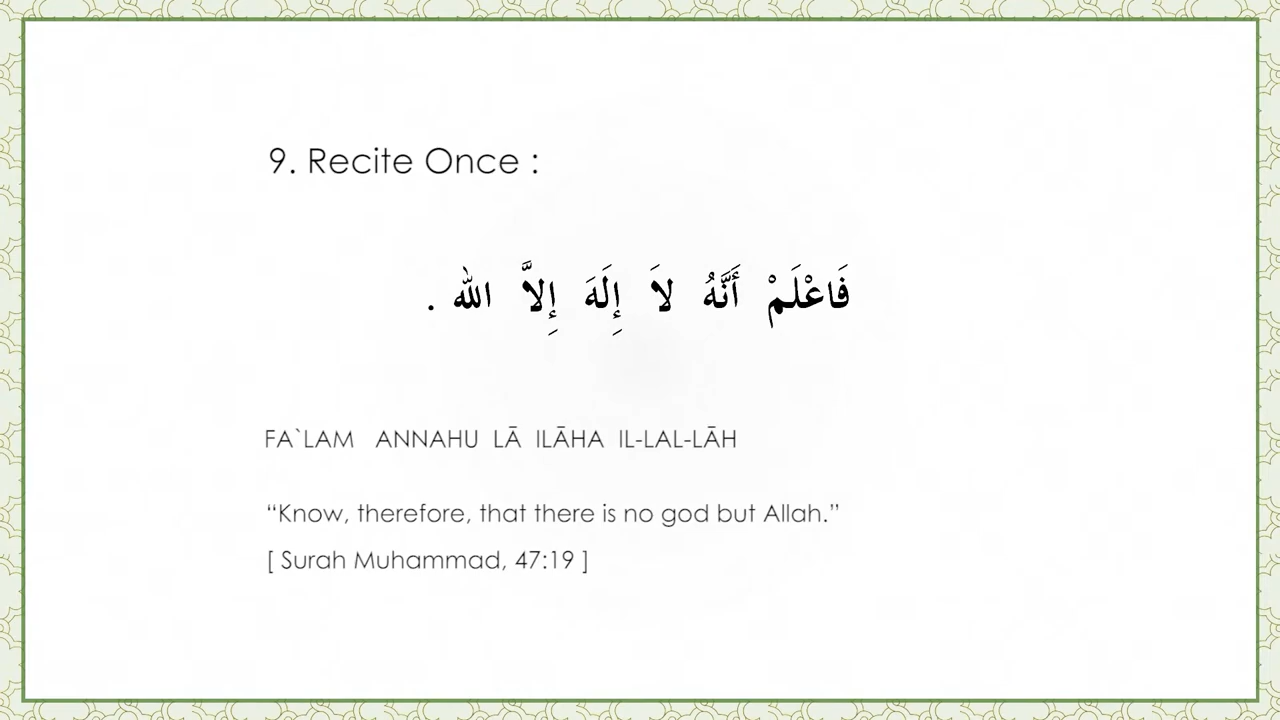 9. Recite Once :
فَاعْلَمْ أَنَّهُ لاَ إِلَهَ إِلاَّ الله .
FA`LAM ANNAHU LĀ ILĀHA IL-LAL-LĀH
“Know, therefore, that there is no god but Allah.”
[ Surah Muhammad, 47:19 ]